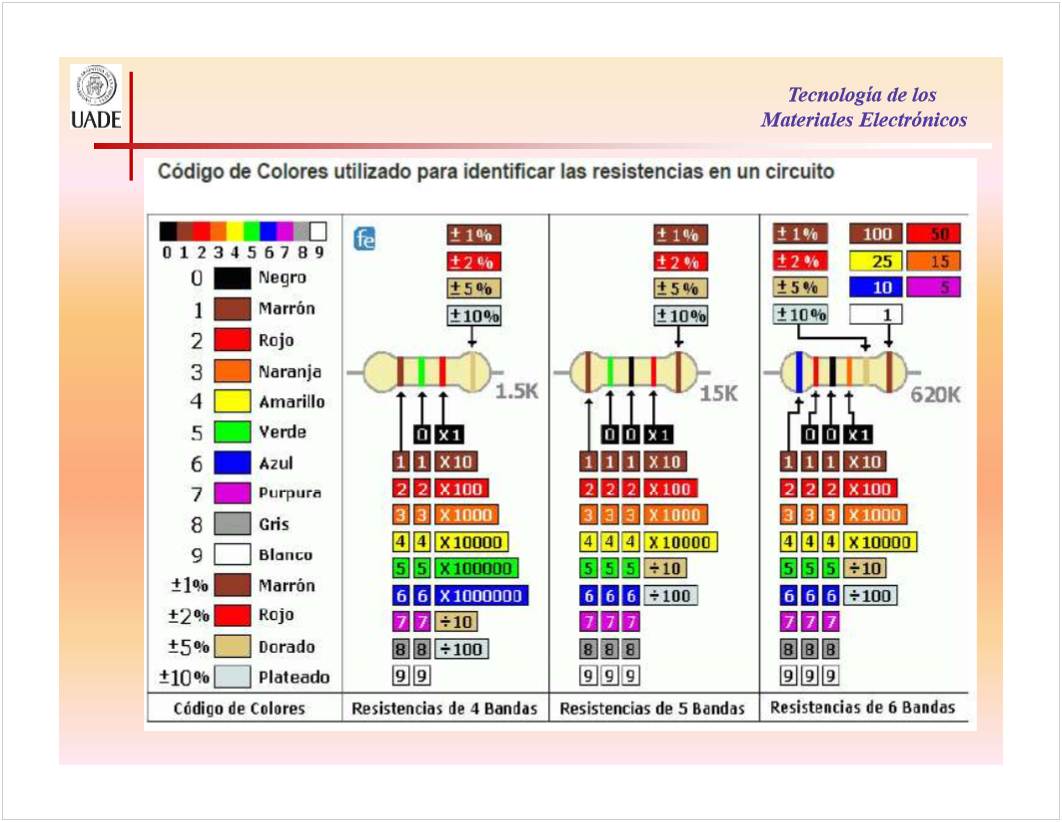 UADE
Tecnología de los
Materiales Electrónicos
Código de Colores utilizado para identificar las resistencias en un circuito
0 1 2 3 4 5 6 7 8 9
0 Negro
1 Marrón
2 Rojo
3 Naranja
4 Amarillo
5 Verde
6 Azul
7 Purpura
8 Gris
9 Blanco
±1% Marrón
±2% Rojo
±5% Dorado
±10% Plateado
Código de Colores
fe
±1%
±2%
±5%
±10%
1.5K
0 X1
1 1 X10
2 2 X100
3 3 X1000
4 4 X10000
5 5 X100000
6 6 X1000000
7 7 ÷10
8 8 ÷100
9 9
Resistencias de 4 Bandas
±1%
±2%
±5%
±10%
15K
0 0 X1
1 1 1 X10
2 2 2 X100
3 3 3 X1000
4 4 4 X10000
5 5 5 ÷10
6 6 6 ÷100
7 7 7
8 8 8
9 9 9
Resistencias de 5 Bandas
±1% 100 50
±2% 25 15
±5% 10 5
±10% 1
620K
0 0 X1
1 1 1 X10
2 2 2 X100
3 3 3 X1000
4 4 4 X10000
5 5 5 ÷10
6 6 6 ÷100
7 7 7
8 8 8
9 9 9
Resistencias de 6 Bandas